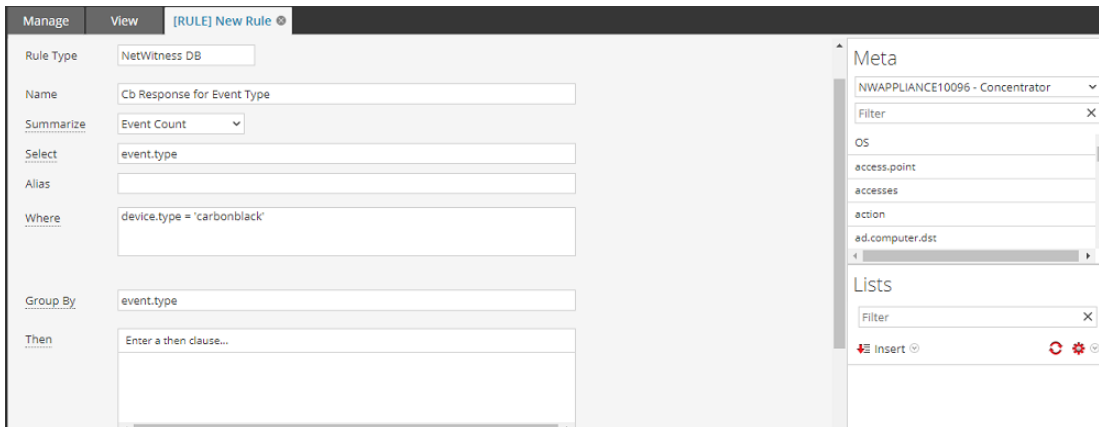 Manage View [RULE] New Rule
Rule Type NetWitness DB
Name Cb Response for Event Type
Summarize Event Count
Select event.type
Alias
Where device.type = 'carbonblack'
Group By event.type
Then Enter a then clause...
Meta
NWAPPLIANCE10096 - Concentrator
Filter
OS
access.point
accesses
action
ad.computer.dst
Lists
Filter
Insert